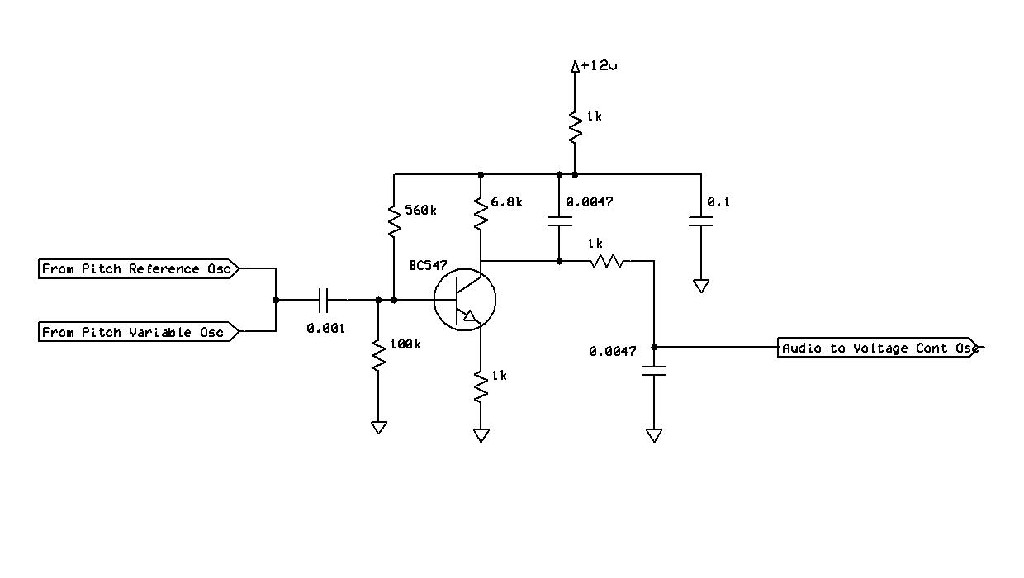 +12v
1k
560k
6.8k
0.0047
0.1
1k
BC547
From Pitch Reference Osc
From Pitch Variable Osc
0.001
100k
0.0047
Audio to Voltage Cont Osc
1k